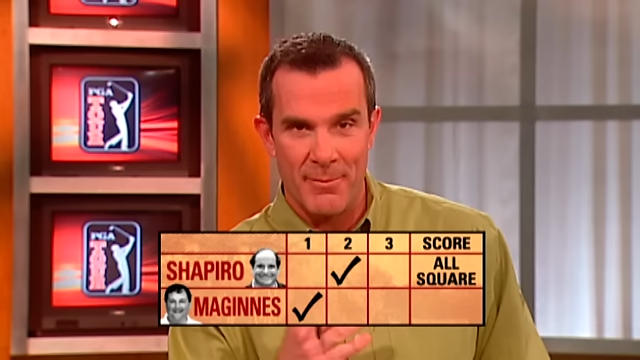 PGA
TOUR
PGA
TOUR
1 2 3 SCORE
SHAPIRO ✓ ALL SQUARE
MAGINNES ✓